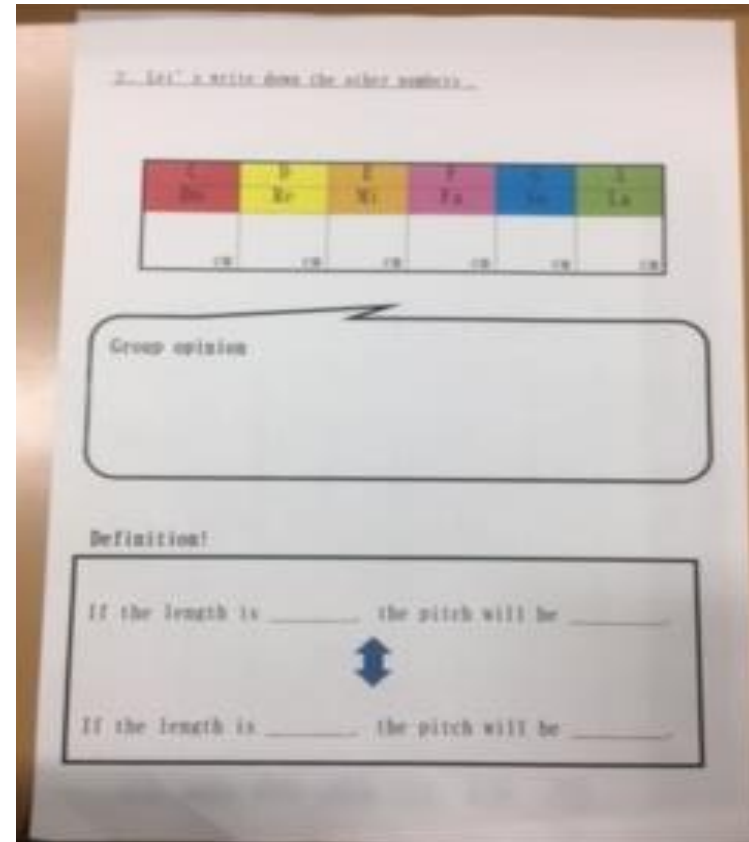 2. Let's write down the other numbers.
C D E F G A
Do Re Mi Fa So La
cm cm cm cm cm cm
Group opinion
Definition!
If the length is ________ the pitch will be ________.
If the length is ________ the pitch will be ________.